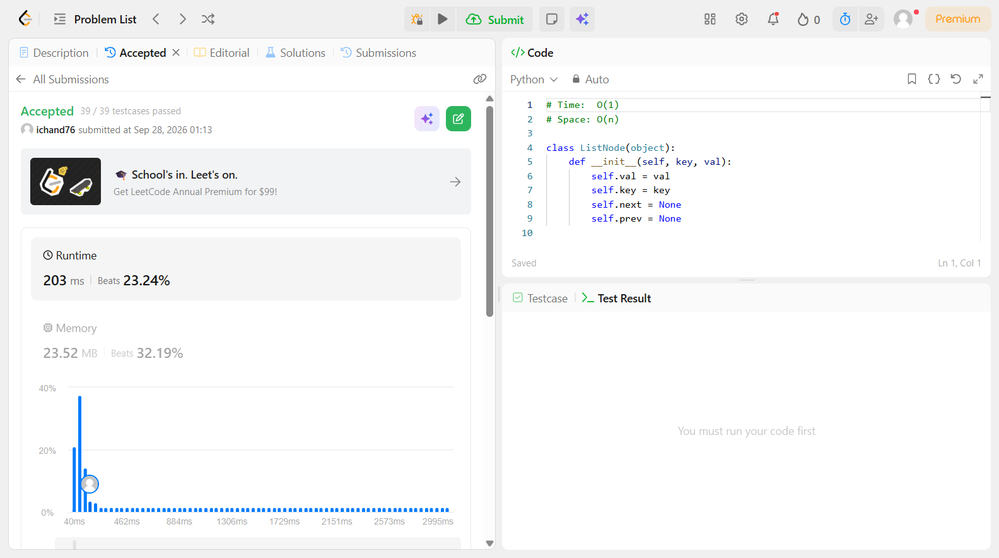 Problem List
Submit
0
Premium
Description
Accepted
Editorial
Solutions
Submissions
All Submissions
Accepted 39 / 39 testcases passed
ichand76 submitted at Sep 28, 2026 01:13
School's in. Leet's on.
Get LeetCode Annual Premium for $99!
Runtime
203 ms Beats 23.24%
Memory
23.52 MB Beats 32.19%
40%
20%
0%
40ms 462ms 884ms 1306ms 1729ms 2151ms 2573ms 2995ms
</> Code
Python Auto
1 # Time:  O(1)
2 # Space: O(n)
3
4 class ListNode(object):
5     def __init__(self, key, val):
6         self.val = val
7         self.key = key
8         self.next = None
9         self.prev = None
10
Saved Ln 1, Col 1
Testcase
Test Result
You must run your code first